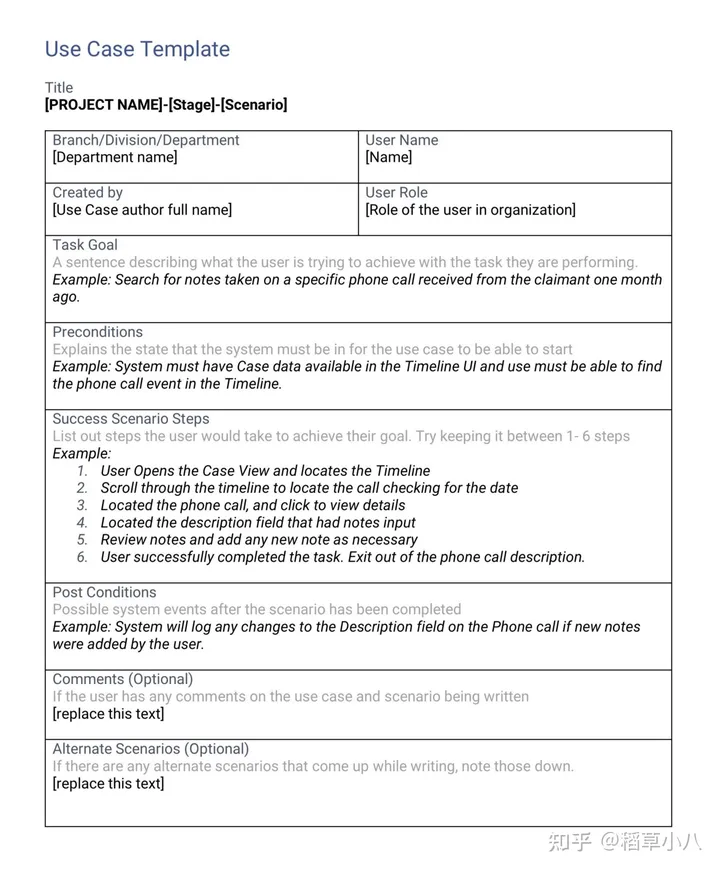 Use Case Template
Title
[PROJECT NAME]-[Stage]-[Scenario]
Branch/Division/Department
[Department name]
User Name
[Name]
Created by
[Use Case author full name]
User Role
[Role of the user in organization]
Task Goal
A sentence describing what the user is trying to achieve with the task they are performing.
Example: Search for notes taken on a specific phone call received from the claimant one month
ago.
Preconditions
Explains the state that the system must be in for the use case to be able to start
Example: System must have Case data available in the Timeline UI and use must be able to find
the phone call event in the Timeline.
Success Scenario Steps
List out steps the user would take to achieve their goal. Try keeping it between 1- 6 steps
Example:
1. User Opens the Case View and locates the Timeline
2. Scroll through the timeline to locate the call checking for the date
3. Located the phone call, and click to view details
4. Located the description field that had notes input
5. Review notes and add any new note as necessary
6. User successfully completed the task. Exit out of the phone call description.
Post Conditions
Possible system events after the scenario has been completed
Example: System will log any changes to the Description field on the Phone call if new notes
were added by the user.
Comments (Optional)
If the user has any comments on the use case and scenario being written
[replace this text]
Alternate Scenarios (Optional)
If there are any alternate scenarios that come up while writing, note those down.
[replace this text]
知乎 @稻草小八